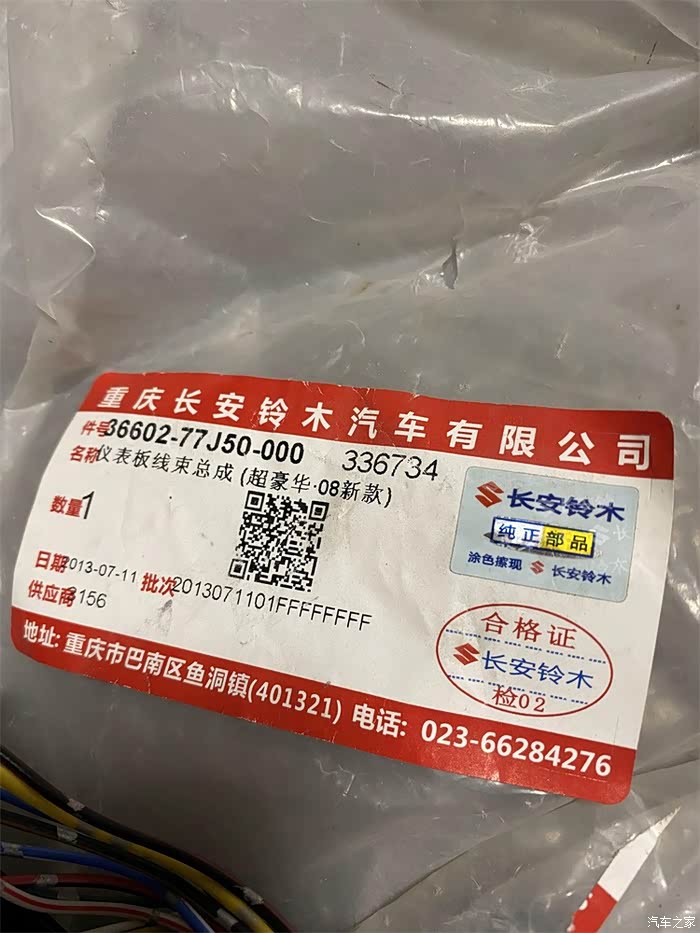 重庆长安铃木汽车有限公司
件号36602-77J50-000 336734
名称仪表板线束总成(超豪华·08新款)
数量1
日期2013-07-11 批次2013071101FFFFFFFF
供应商3156
长安铃木
纯正部品
涂色擦现 长安铃木
合格证
长安铃木
检02
地址:重庆市巴南区鱼洞镇(401321) 电话: 023-66284276
汽车之家